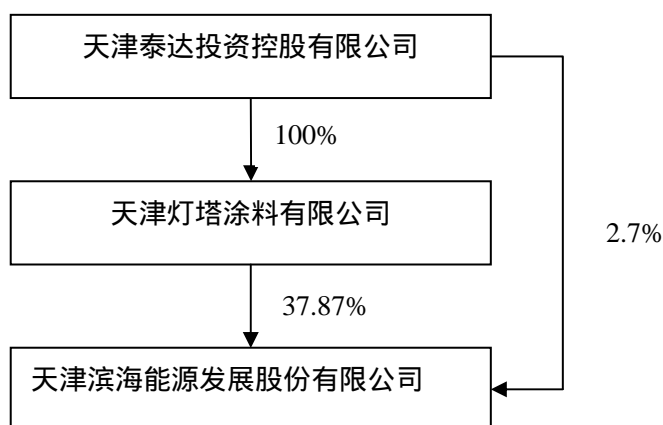 天津泰达投资控股有限公司
100%
天津灯塔涂料有限公司
2.7%
37.87%
天津滨海能源发展股份有限公司